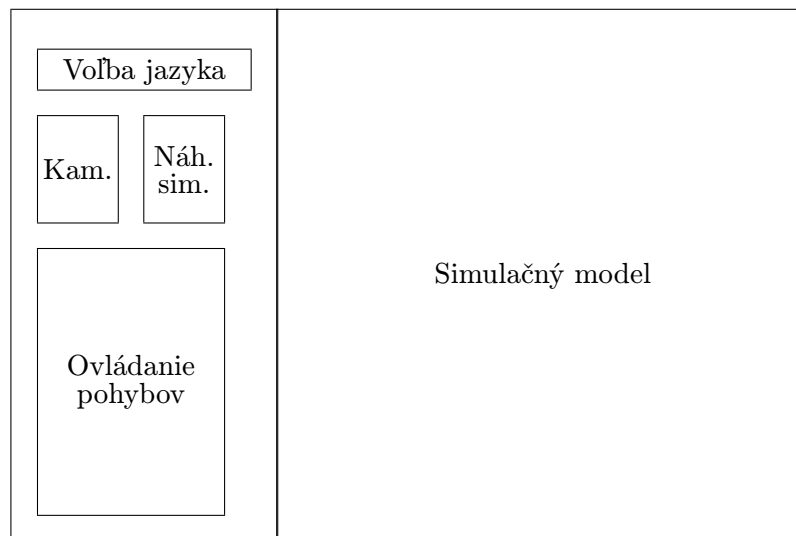 Voľba jazyka
Kam.
Náh.
sim.
Simulačný model
Ovládanie
pohybov